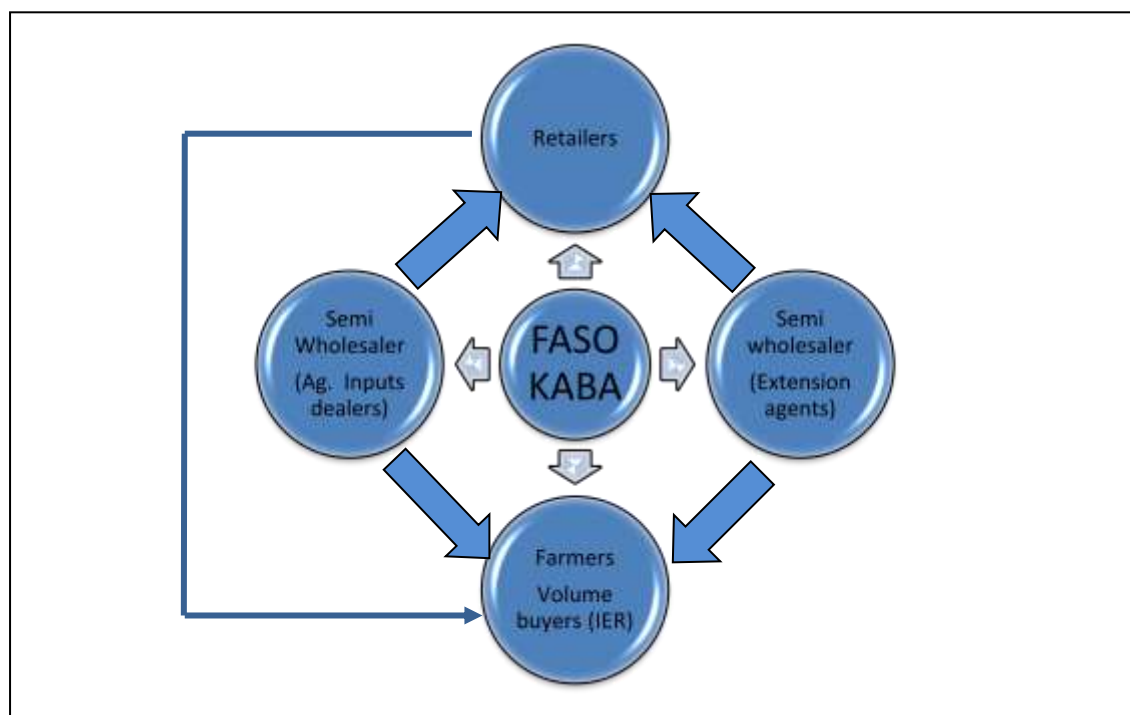 Retailers
Semi
Wholesaler
(Ag. Inputs
dealers)
FASO
KABA
Semi
wholesaler
(Extension
agents)
Farmers
Volume
buyers (IER)